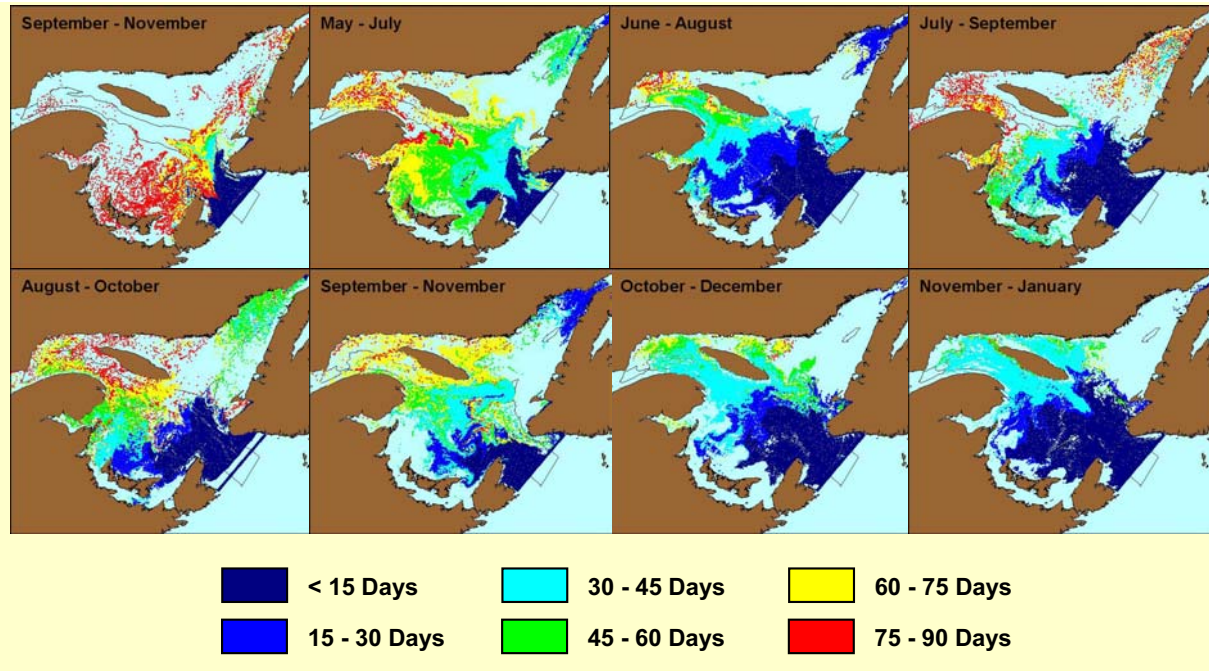 September - November
May - July
June - August
July - September
August - October
September - November
October - December
November - January
< 15 Days
30 - 45 Days
60 - 75 Days
15 - 30 Days
45 - 60 Days
75 - 90 Days